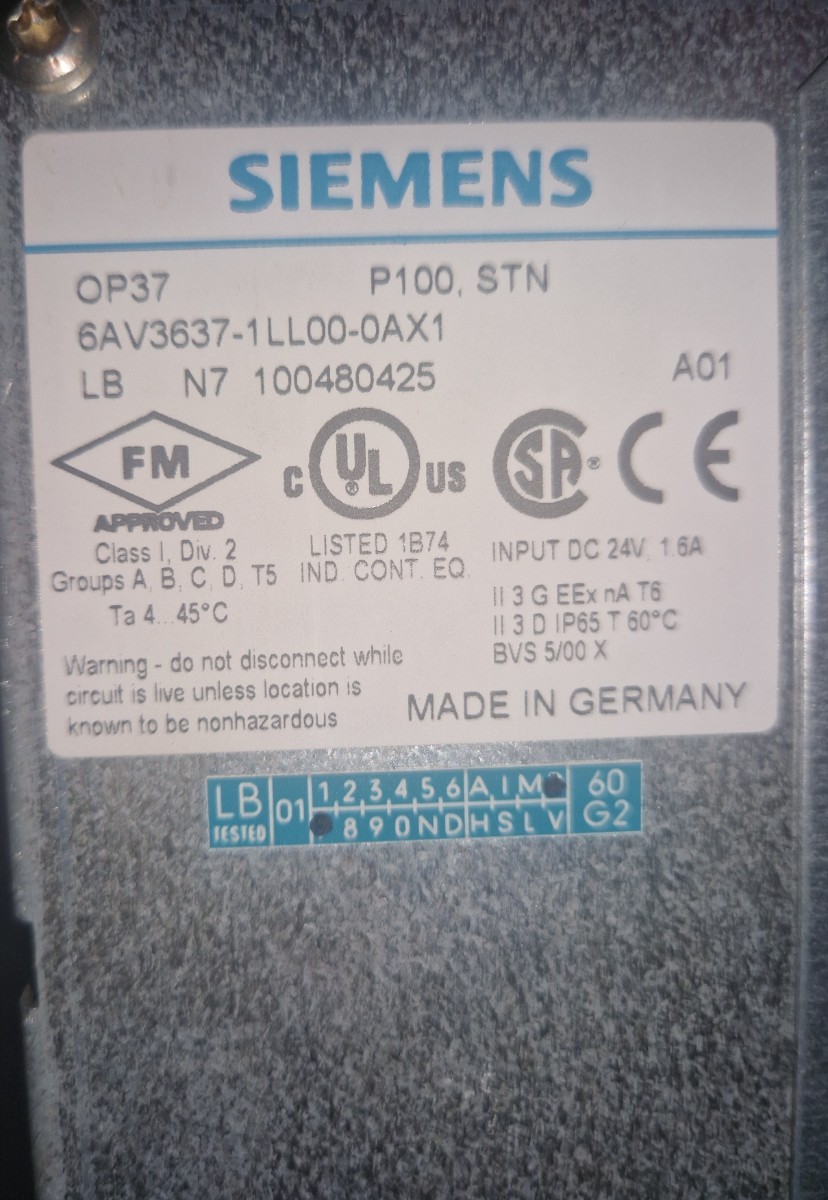 SIEMENS
OP37 P100, STN
6AV3637-1LL00-0AX1
LB N7 100480425 A01
FM
APPROVED
C UL® US
SA® CE
Class I, Div. 2
Groups A, B, C, D, T5
Ta 4...45°C
LISTED 1B74
IND. CONT. EQ.
INPUT DC 24V, 1.6A
II 3 G EEx nA T6
II 3 D IP65 T 60°C
BVS 5/00 X
Warning - do not disconnect while
circuit is live unless location is
known to be nonhazardous
MADE IN GERMANY
LB TESTED
01
1 2 3 4 5 6 A I M
8 9 0 N D H S L V
60
G2